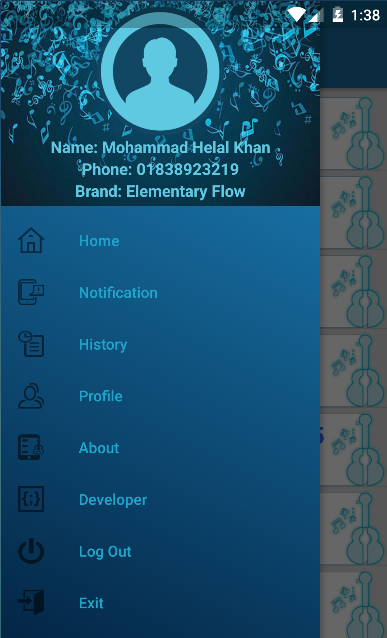 1:38
Name: Mohammad Helal Khan
Phone: 01838923219
Brand: Elementary Flow
Home
Notification
History
Profile
About
Developer
Log Out
Exit